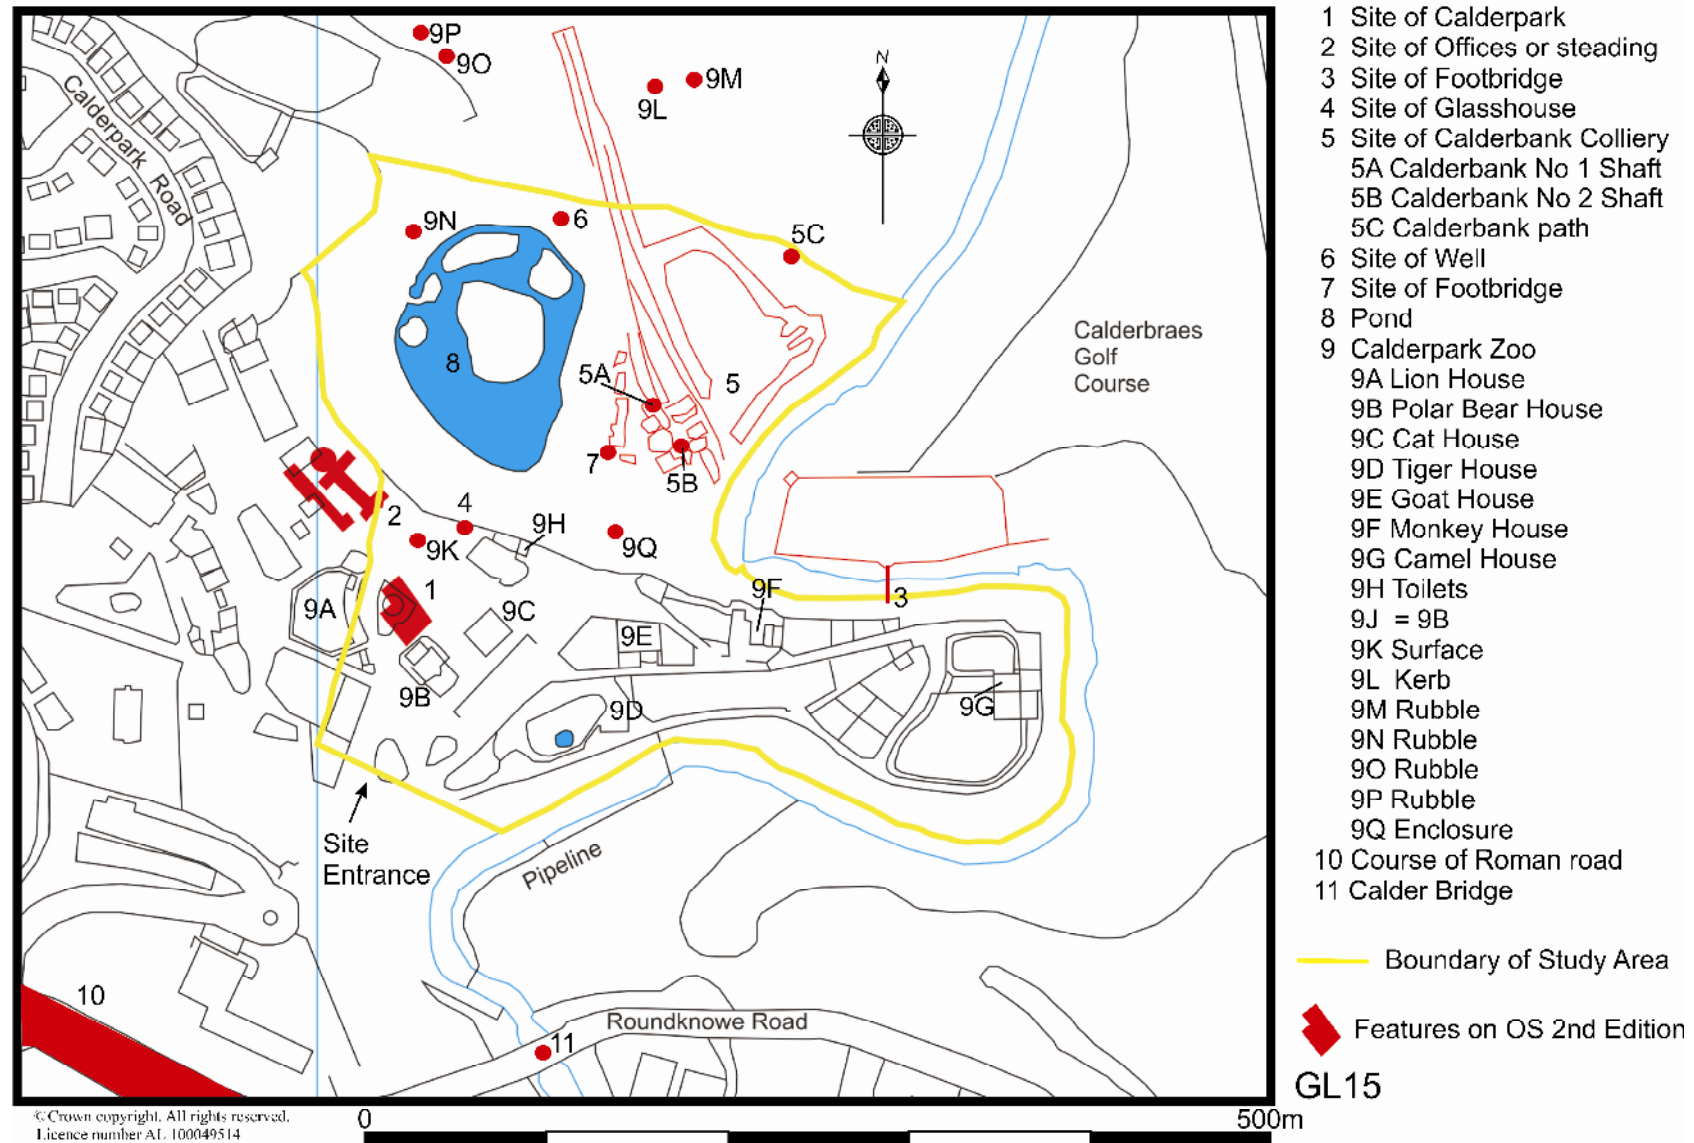 9P
9O
9L
9M
N
Calderpark Road
9N
6
5C
8
5A
5
Calderbraes
Golf
Course
7
5B
2
4
9H
9K
9Q
9A
1
9C
9F
3
9E
9B
9D
9G
Site
Entrance
Pipeline
10
Roundknowe Road
11
© Crown copyright. All rights reserved.
Licence number AL 100049514
0
500m
1 Site of Calderpark
2 Site of Offices or steading
3 Site of Footbridge
4 Site of Glasshouse
5 Site of Calderbank Colliery
5A Calderbank No 1 Shaft
5B Calderbank No 2 Shaft
5C Calderbank path
6 Site of Well
7 Site of Footbridge
8 Pond
9 Calderpark Zoo
9A Lion House
9B Polar Bear House
9C Cat House
9D Tiger House
9E Goat House
9F Monkey House
9G Camel House
9H Toilets
9J = 9B
9K Surface
9L Kerb
9M Rubble
9N Rubble
9O Rubble
9P Rubble
9Q Enclosure
10 Course of Roman road
11 Calder Bridge
Boundary of Study Area
Features on OS 2nd Edition
GL15